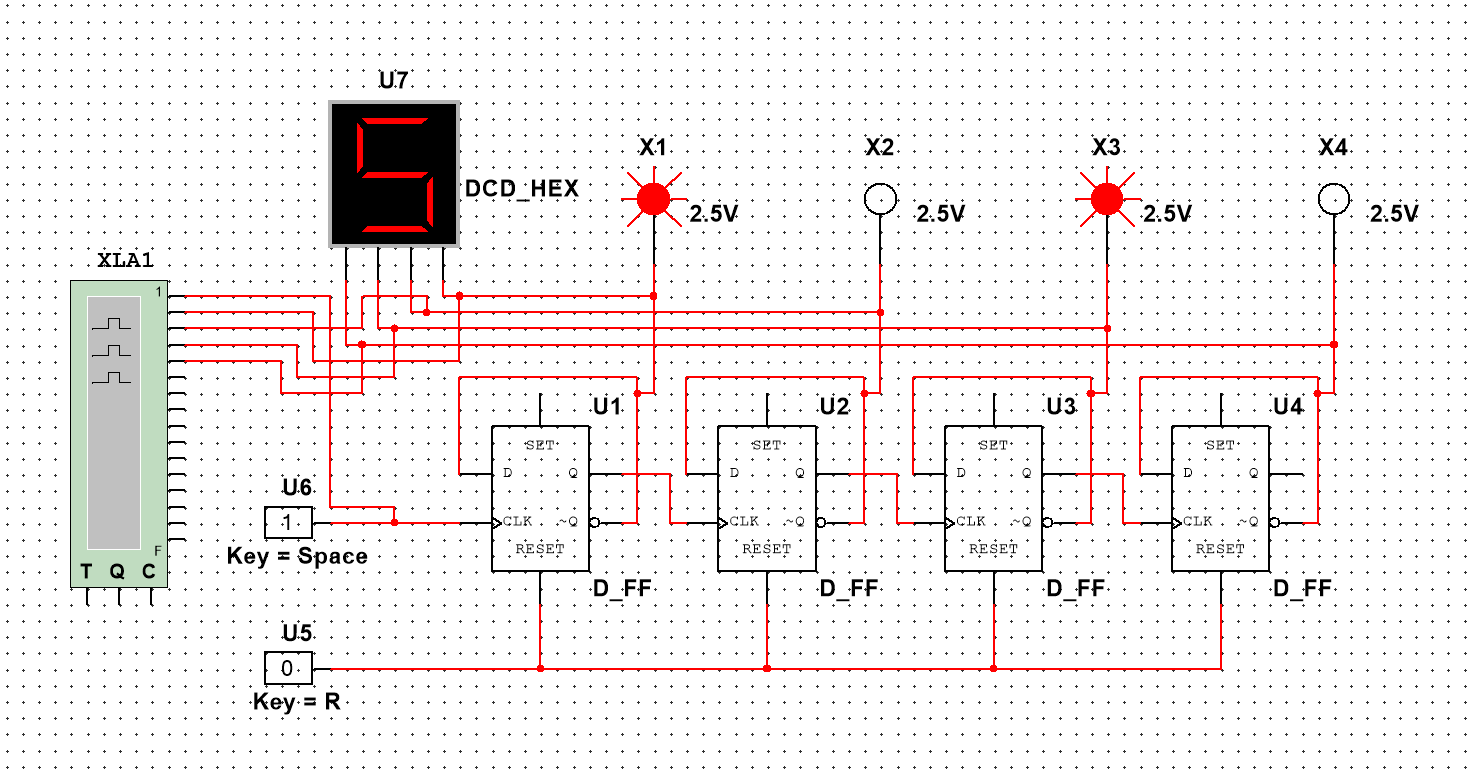 U7
X1 X2 X3 X4
DCD_HEX
2.5V 2.5V 2.5V 2.5V
XLA1
1
U1 U2 U3 U4
SET SET SET SET
D Q D Q D Q D Q
U6
1
CLK ~Q CLK ~Q CLK ~Q CLK ~Q
F
RESET RESET RESET RESET
Key = Space
T Q C
D_FF D_FF D_FF D_FF
U5
0
Key = R